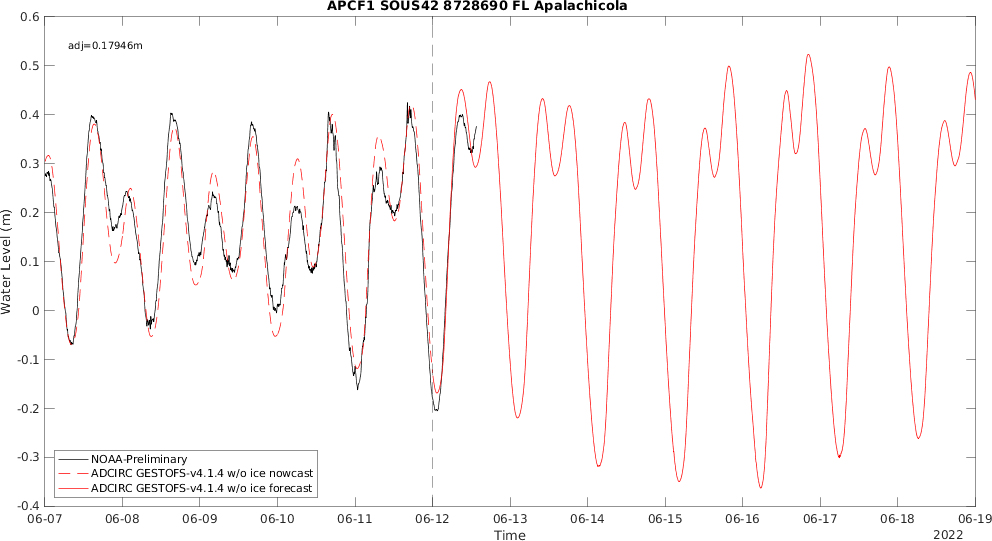 APCF1 SOUS42 8728690 FL Apalachicola
adj=0.17946m
Water Level (m)
0.6
0.5
0.4
0.3
0.2
0.1
0
-0.1
-0.2
-0.3
-0.4
NOAA-Preliminary
ADCIRC GESTOFS-v4.1.4 w/o ice nowcast
ADCIRC GESTOFS-v4.1.4 w/o ice forecast
06-07 06-08 06-09 06-10 06-11 06-12 06-13 06-14 06-15 06-16 06-17 06-18 06-19
Time
2022